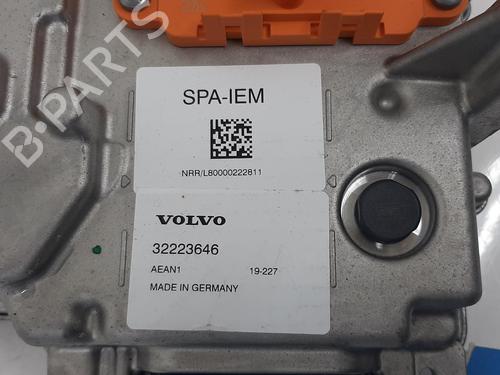 B-PARTS
SPA-IEM
NRR/L80000222811
VOLVO
32223646
AEAN1 19-227
MADE IN GERMANY